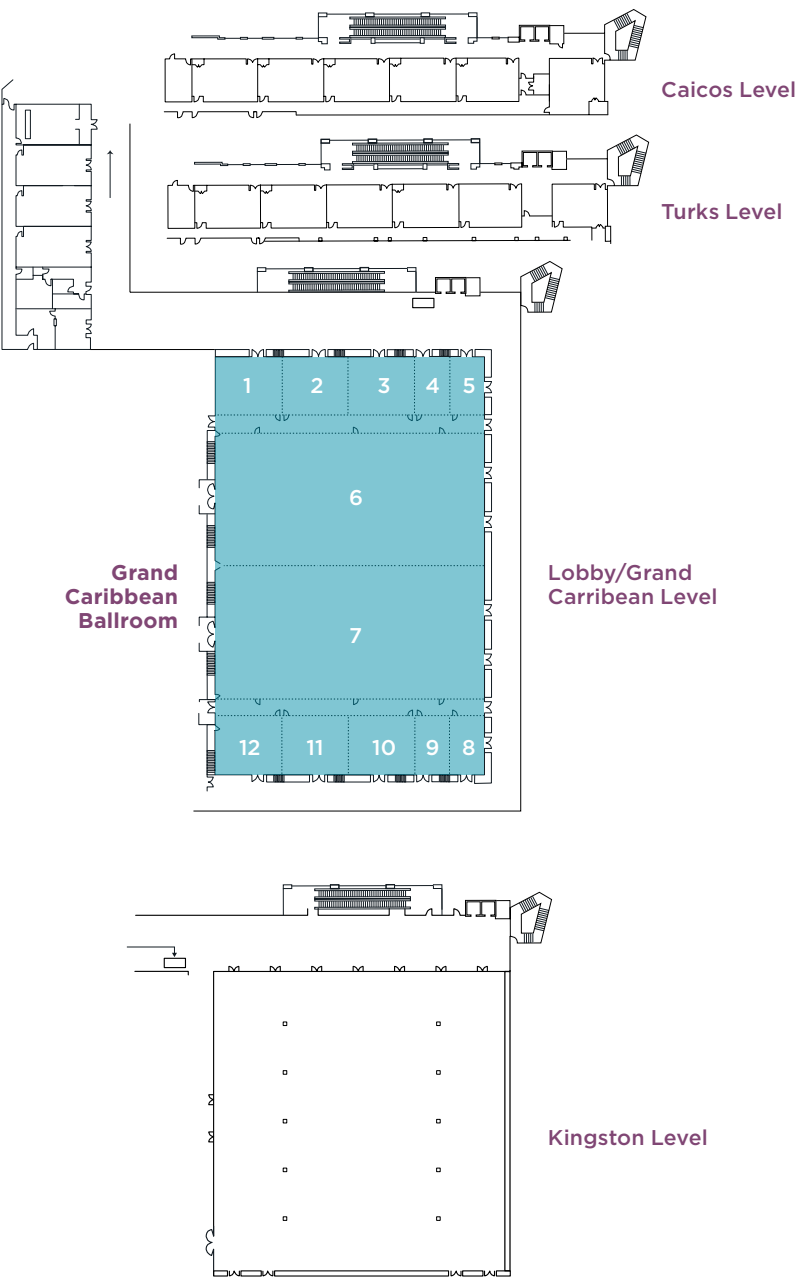 Caicos Level
Turks Level
1 2 3 4 5
6
Grand
Caribbean
Ballroom
Lobby/Grand
Carribean Level
7
12 11 10 9 8
Kingston Level